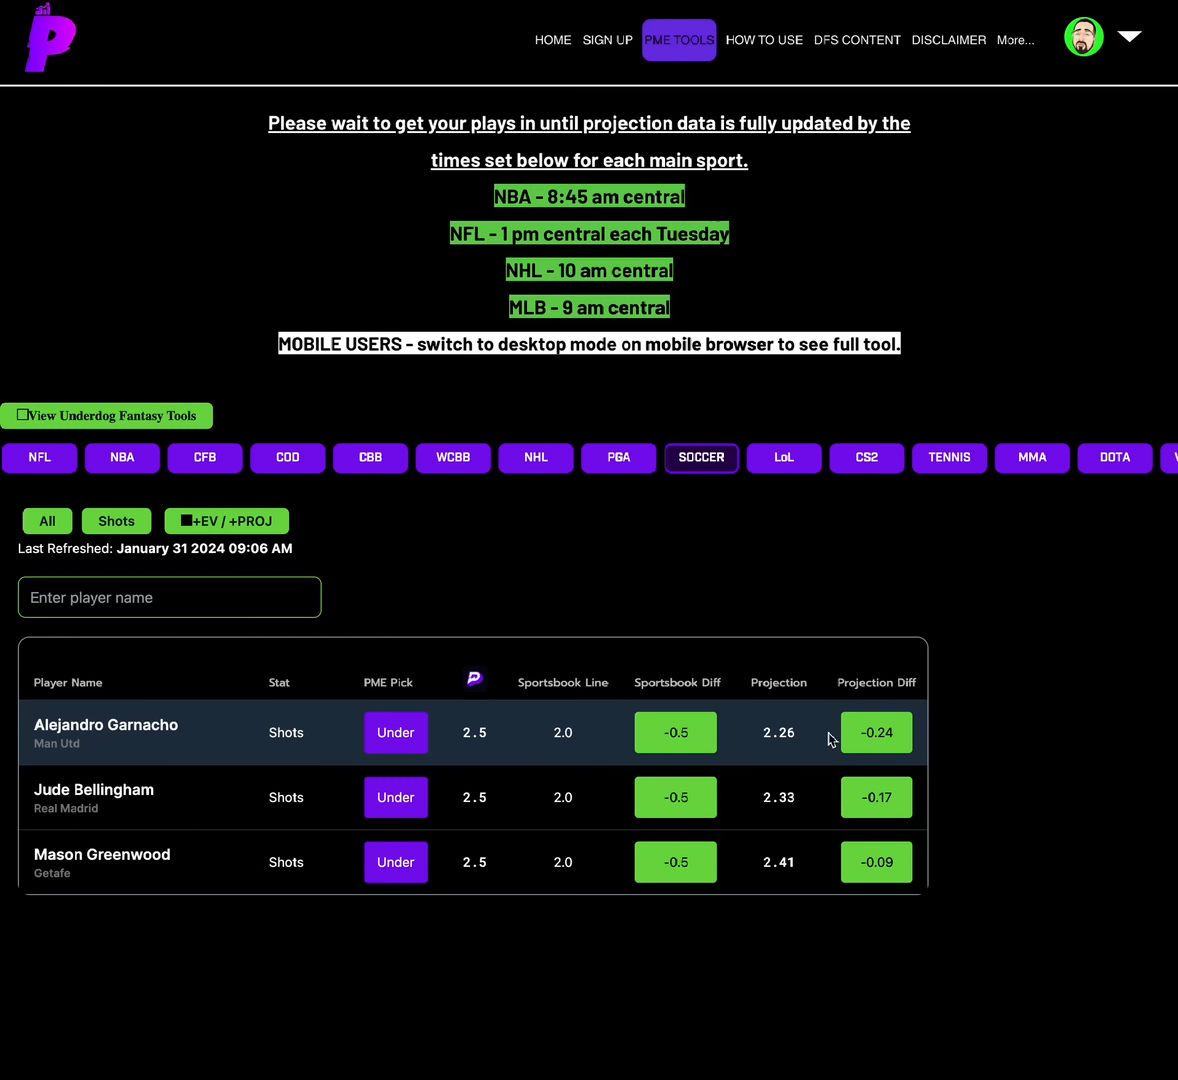 P
HOME SIGN UP PME TOOLS HOW TO USE DFS CONTENT DISCLAIMER More...
Please wait to get your plays in until projection data is fully updated by the
times set below for each main sport.
NBA - 8:45 am central
NFL - 1 pm central each Tuesday
NHL - 10 am central
MLB - 9 am central
MOBILE USERS - switch to desktop mode on mobile browser to see full tool.
View Underdog Fantasy Tools
NFL NBA CFB COD CBB WCBB NHL PGA SOCCER LoL CS2 TENNIS MMA DOTA
All Shots +EV / +PROJ
Last Refreshed: January 31 2024 09:06 AM
Enter player name
Player Name Stat PME Pick P Sportsbook Line Sportsbook Diff Projection Projection Diff
Alejandro Garnacho
Man Utd
Shots Under 2.5 2.0 -0.5 2.26 -0.24
Jude Bellingham
Real Madrid
Shots Under 2.5 2.0 -0.5 2.33 -0.17
Mason Greenwood
Getafe
Shots Under 2.5 2.0 -0.5 2.41 -0.09